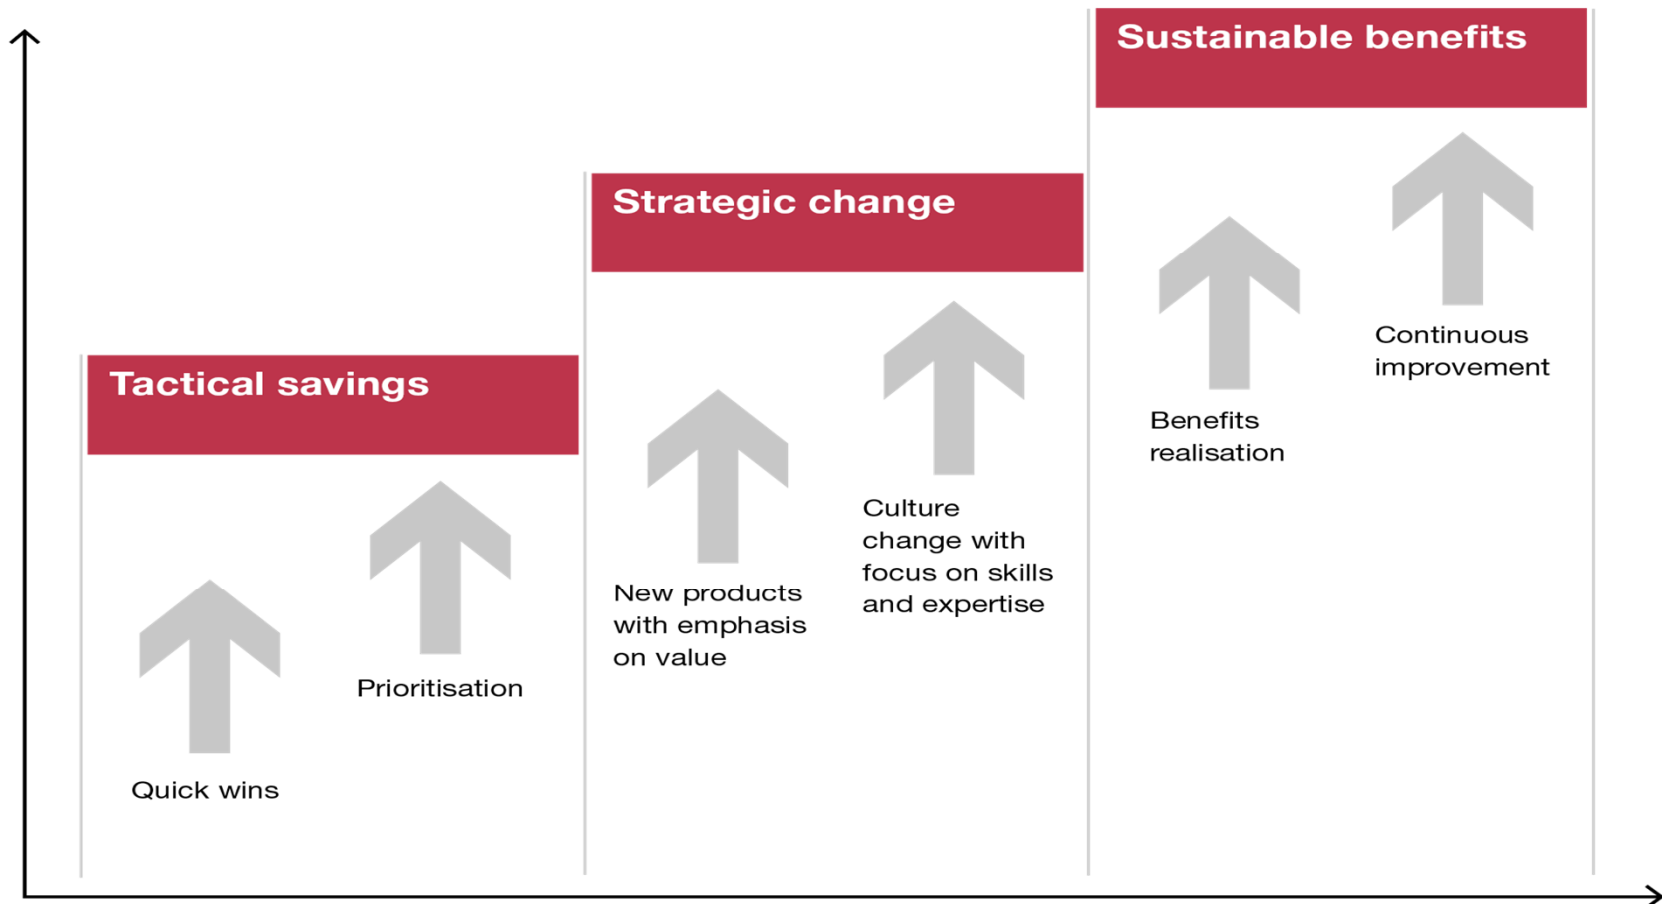 Tactical savings
Quick wins
Prioritisation
Strategic change
New products
with emphasis
on value
Culture
change with
focus on skills
and expertise
Sustainable benefits
Benefits
realisation
Continuous
improvement